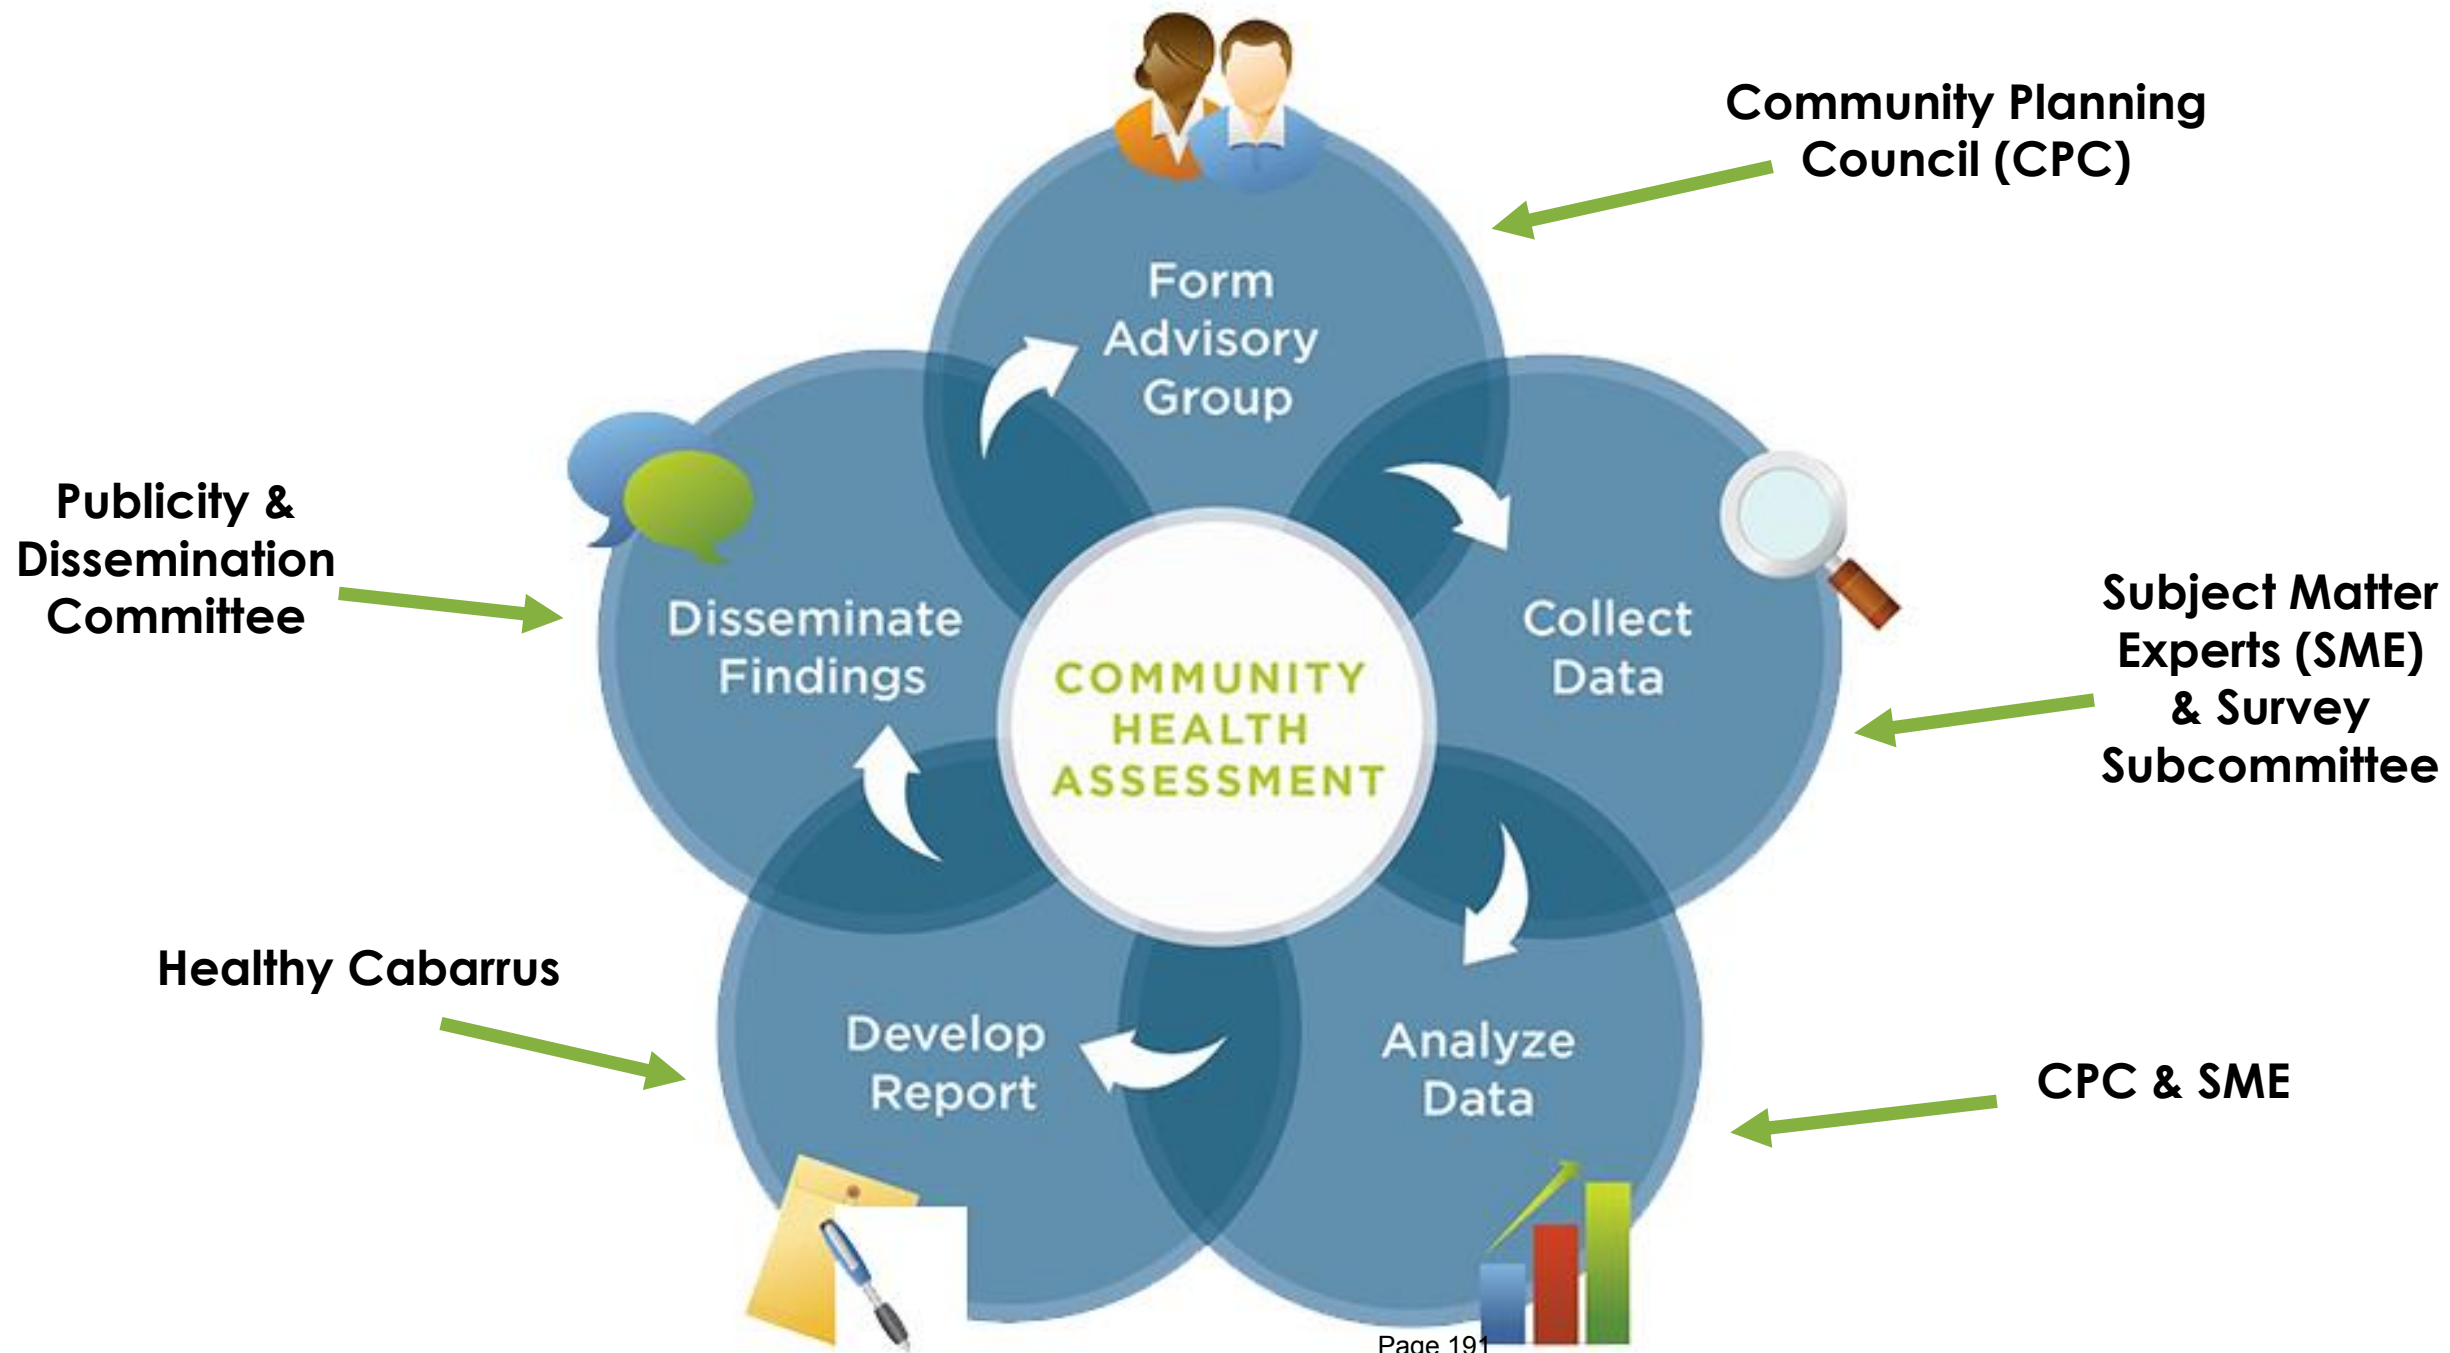 Community Planning
Council (CPC)
Form
Advisory
Group
Publicity &
Dissemination
Committee
Disseminate
Findings
COMMUNITY
HEALTH
ASSESSMENT
Collect
Data
Subject Matter
Experts (SME)
& Survey
Subcommittee
Healthy Cabarrus
Develop
Report
Analyze
Data
CPC & SME
Page 191